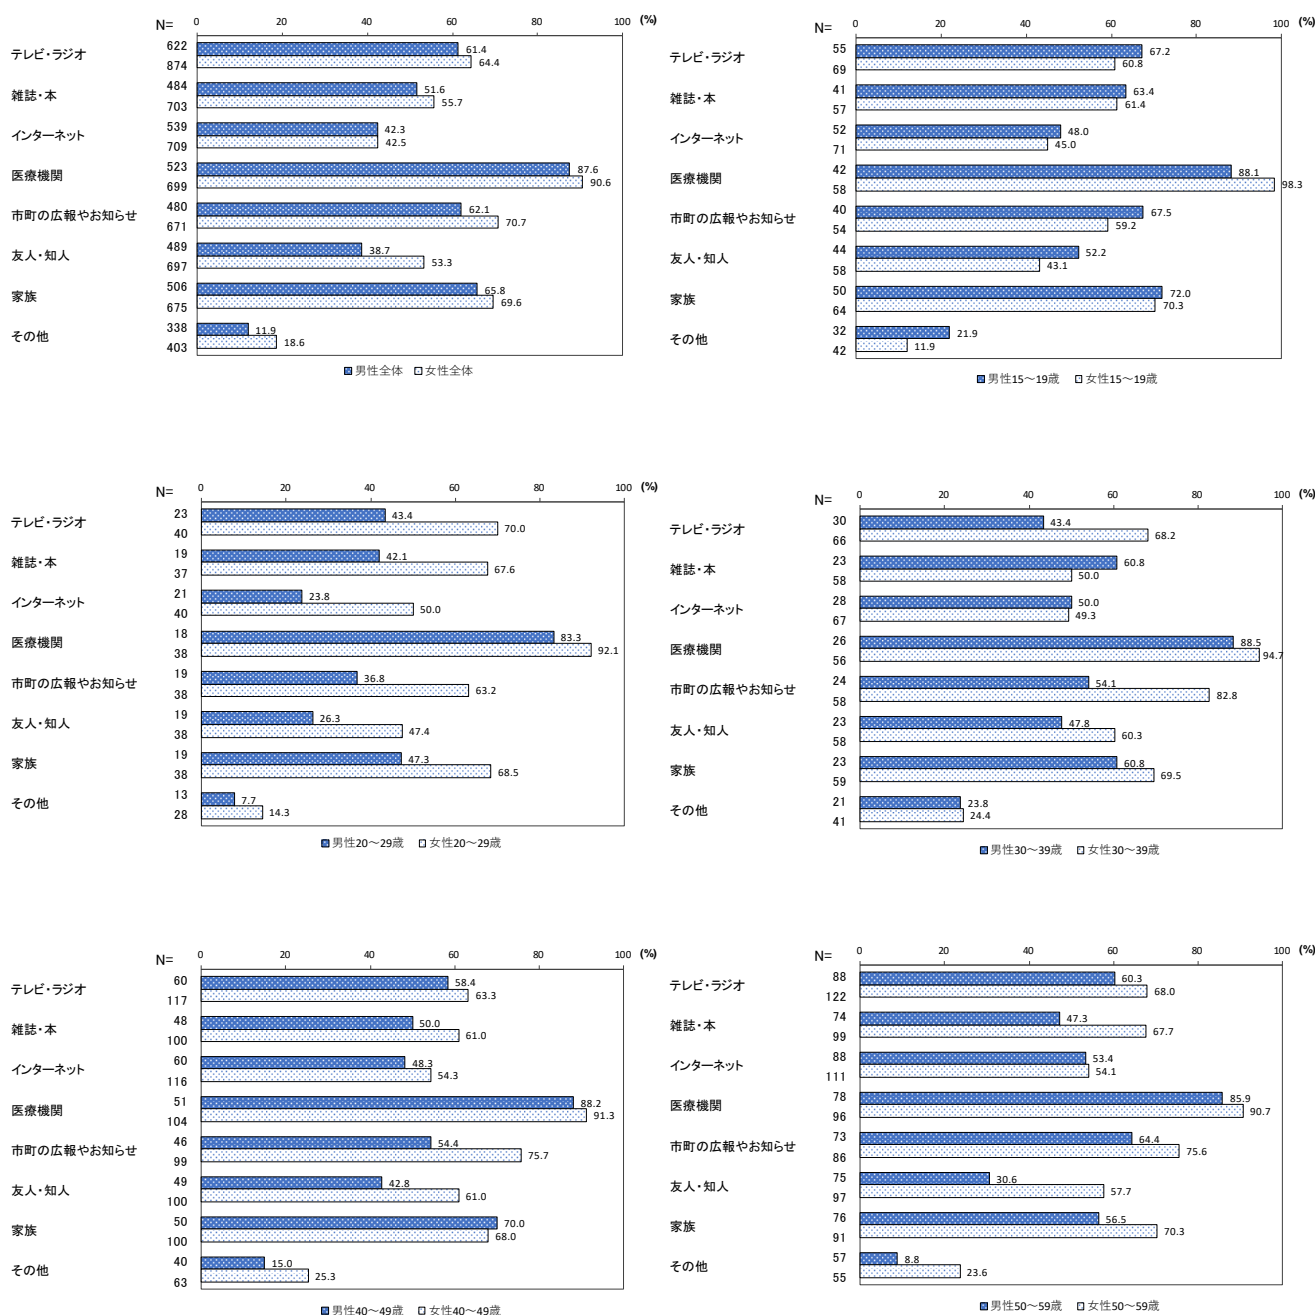 N= 0 20 40 60 80 100 (%)
テレビ・ラジオ 622 61.4
874 64.4
雑誌・本 484 51.6
703 55.7
インターネット 539 42.3
709 42.5
医療機関 523 87.6
699 90.6
市町の広報やお知らせ 480 62.1
671 70.7
友人・知人 489 38.7
697 53.3
家族 506 65.8
675 69.6
その他 338 11.9
403 18.6
男性全体 女性全体
N= 0 20 40 60 80 100 (%)
テレビ・ラジオ 55 67.2
69 60.8
雑誌・本 41 63.4
57 61.4
インターネット 52 48.0
71 45.0
医療機関 42 88.1
58 98.3
市町の広報やお知らせ 40 67.5
54 59.2
友人・知人 44 52.2
58 43.1
家族 50 72.0
64 70.3
その他 32 21.9
42 11.9
男性15～19歳 女性15～19歳
N= 0 20 40 60 80 100 (%)
テレビ・ラジオ 23 43.4
40 70.0
雑誌・本 19 42.1
37 67.6
インターネット 21 23.8
40 50.0
医療機関 18 83.3
38 92.1
市町の広報やお知らせ 19 36.8
38 63.2
友人・知人 19 26.3
38 47.4
家族 19 47.3
38 68.5
その他 13 7.7
28 14.3
男性20～29歳 女性20～29歳
N= 0 20 40 60 80 100 (%)
テレビ・ラジオ 30 43.4
66 68.2
雑誌・本 23 60.8
58 50.0
インターネット 28 50.0
67 49.3
医療機関 26 88.5
56 94.7
市町の広報やお知らせ 24 54.1
58 82.8
友人・知人 23 47.8
58 60.3
家族 23 60.8
59 69.5
その他 21 23.8
41 24.4
男性30～39歳 女性30～39歳
N= 0 20 40 60 80 100 (%)
テレビ・ラジオ 60 58.4
117 63.3
雑誌・本 48 50.0
100 61.0
インターネット 60 48.3
116 54.3
医療機関 51 88.2
104 91.3
市町の広報やお知らせ 46 54.4
99 75.7
友人・知人 49 42.8
100 61.0
家族 50 70.0
100 68.0
その他 40 15.0
63 25.3
男性40～49歳 女性40～49歳
N= 0 20 40 60 80 100 (%)
テレビ・ラジオ 88 60.3
122 68.0
雑誌・本 74 47.3
99 67.7
インターネット 88 53.4
111 54.1
医療機関 78 85.9
96 90.7
市町の広報やお知らせ 73 64.4
86 75.6
友人・知人 75 30.6
97 57.7
家族 76 56.5
91 70.3
その他 57 8.8
55 23.6
男性50～59歳 女性50～59歳